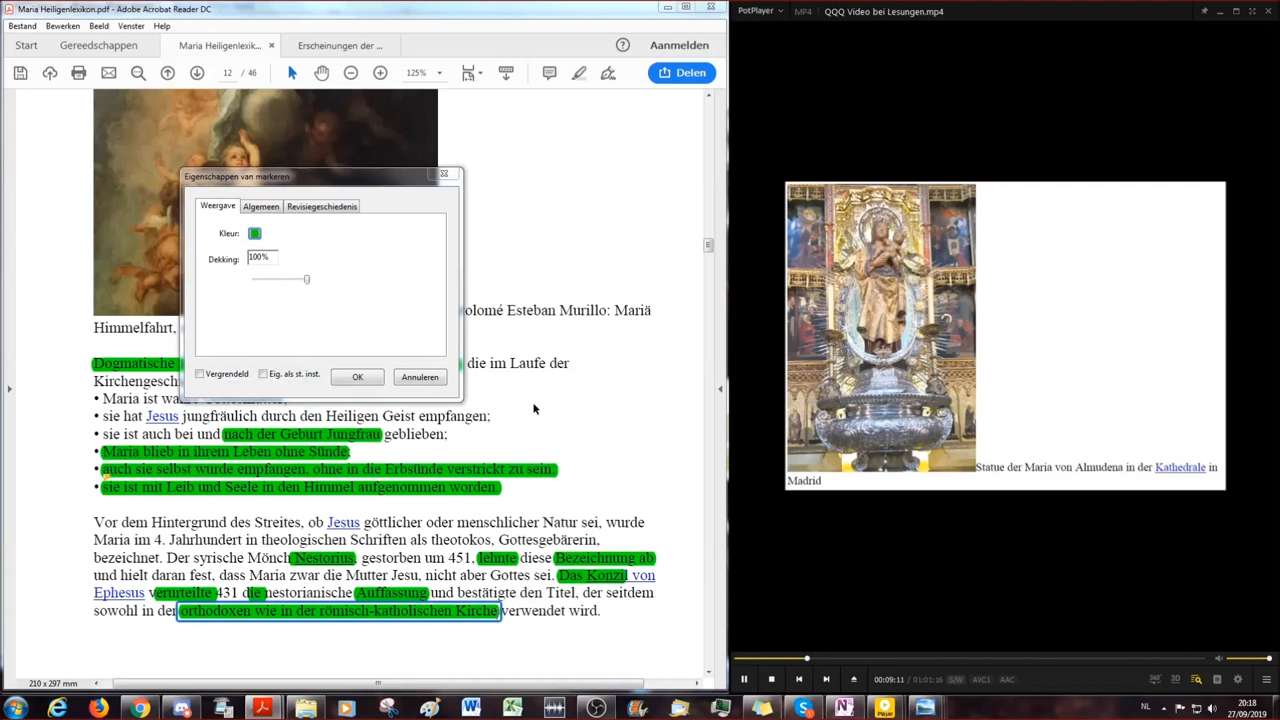 Maria Heiligenlexikon.pdf - Adobe Acrobat Reader DC
Bestand Bewerken Beeld Venster Help
Start Gereedschappen Maria Heiligenlexik... × Erscheinungen der ... Aanmelden
12 / 46 125% Delen
Eigenschappen van markeren
Weergave Algemeen Revisiegeschiedenis
Kleur:
Dekking: 100%
Vergrendeld Eig. als st. inst. OK Annuleren
olomé Esteban Murillo: Mariä
Himmelfahrt,
Dogmatische die im Laufe der
Kirchengesch
• Maria ist
• sie hat Jesus jungfräulich durch den Heiligen Geist empfangen;
• sie ist auch bei und nach der Geburt Jungfrau geblieben;
• Maria blieb in ihrem Leben ohne Sünde;
• auch sie selbst wurde empfangen, ohne in die Erbsünde verstrickt zu sein;
• sie ist mit Leib und Seele in den Himmel aufgenommen worden.
Vor dem Hintergrund des Streites, ob Jesus göttlicher oder menschlicher Natur sei, wurde
Maria im 4. Jahrhundert in theologischen Schriften als theotokos, Gottesgebärerin,
bezeichnet. Der syrische Mönch Nestorius, gestorben um 451, lehnte diese Bezeichnung ab
und hielt daran fest, dass Maria zwar die Mutter Jesu, nicht aber Gottes sei. Das Konzil von
Ephesus verurteilte 431 die nestorianische Auffassung und bestätigte den Titel, der seitdem
sowohl in der orthodoxen wie in der römisch-katholischen Kirche verwendet wird.
210 x 297 mm
PotPlayer MP4 QQQ Video bei Lesungen.mp4
Statue der Maria von Almudena in der Kathedrale in
Madrid
00:09:11 / 01:01:16 S/W AVC1 AAC
NL 20:18
27/09/2019